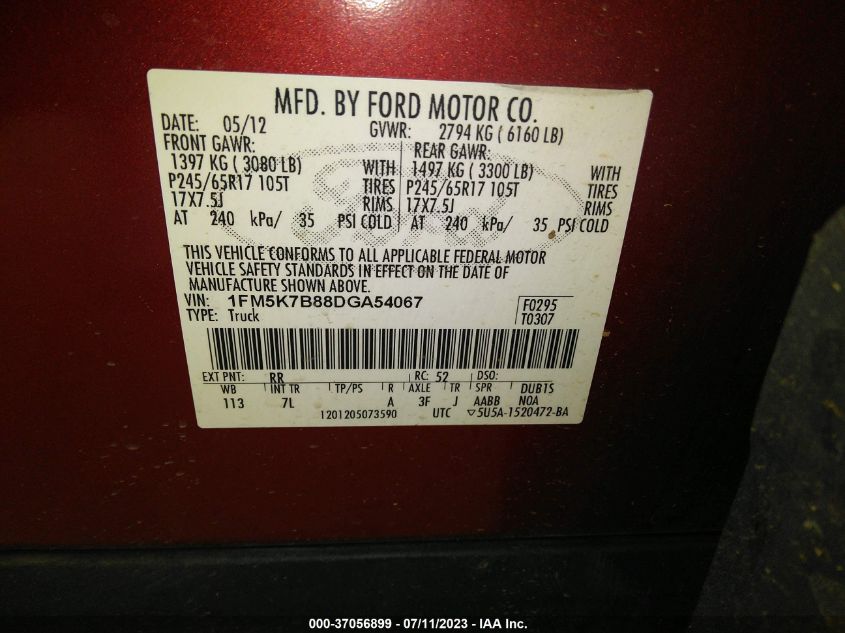 MFD. BY FORD MOTOR CO.
DATE: 05/12 GVWR: 2794 KG ( 6160 LB)
FRONT GAWR: REAR GAWR:
1397 KG ( 3080 LB) WITH 1497 KG ( 3300 LB) WITH
P245/65R17 105T TIRES P245/65R17 105T TIRES
17X7.5J RIMS 17X7.5J RIMS
AT 240 kPa/ 35 PSI COLD AT 240 kPa/ 35 PSI COLD
THIS VEHICLE CONFORMS TO ALL APPLICABLE FEDERAL MOTOR
VEHICLE SAFETY STANDARDS IN EFFECT ON THE DATE OF
MANUFACTURE SHOWN ABOVE.
VIN: 1FM5K7B88DGA54067 F0295
TYPE: Truck T0307
EXT PNT: RR RC: 52 DSO:
WB INT TR TP/PS R AXLE TR SPR DUBTS
113 7L A 3F J AABB N0A
1201205073590 UTC ▽5U5A-1520472-BA
000-37056899 - 07/11/2023 - IAA Inc.